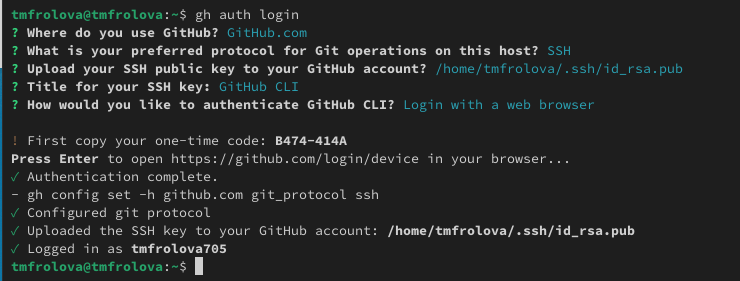 tmfrolova@tmfrolova:~$ gh auth login
? Where do you use GitHub? GitHub.com
? What is your preferred protocol for Git operations on this host? SSH
? Upload your SSH public key to your GitHub account? /home/tmfrolova/.ssh/id_rsa.pub
? Title for your SSH key: GitHub CLI
? How would you like to authenticate GitHub CLI? Login with a web browser
! First copy your one-time code: B474-414A
Press Enter to open https://github.com/login/device in your browser...
✓ Authentication complete.
- gh config set -h github.com git_protocol ssh
✓ Configured git protocol
✓ Uploaded the SSH key to your GitHub account: /home/tmfrolova/.ssh/id_rsa.pub
✓ Logged in as tmfrolova705
tmfrolova@tmfrolova:~$